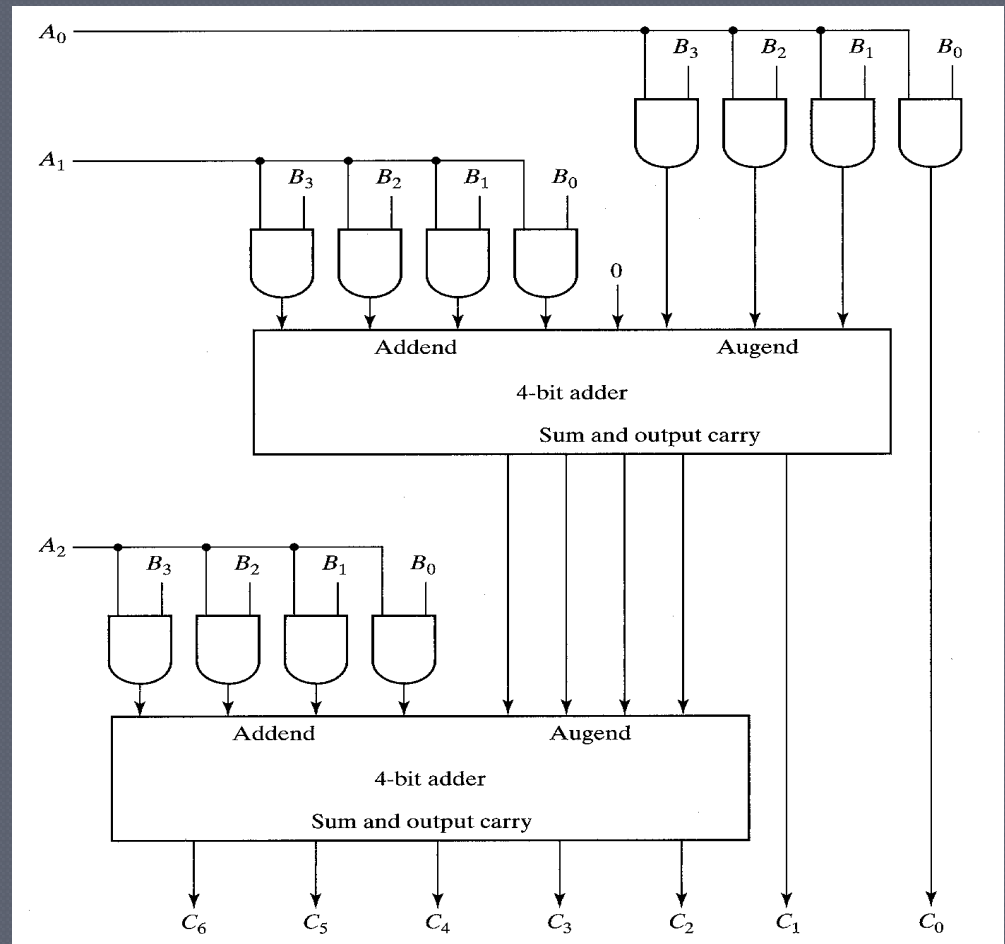 A0
B3 B2 B1 B0
A1
B3 B2 B1 B0
0
Addend Augend
4-bit adder
Sum and output carry
A2
B3 B2 B1 B0
Addend Augend
4-bit adder
Sum and output carry
C6 C5 C4 C3 C2 C1 C0